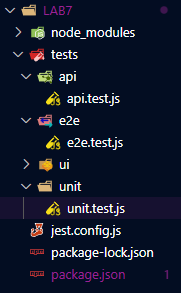 LAB7
node_modules
tests
api
api.test.js
e2e
e2e.test.js
ui
unit
unit.test.js
jest.config.js
package-lock.json
package.json 1